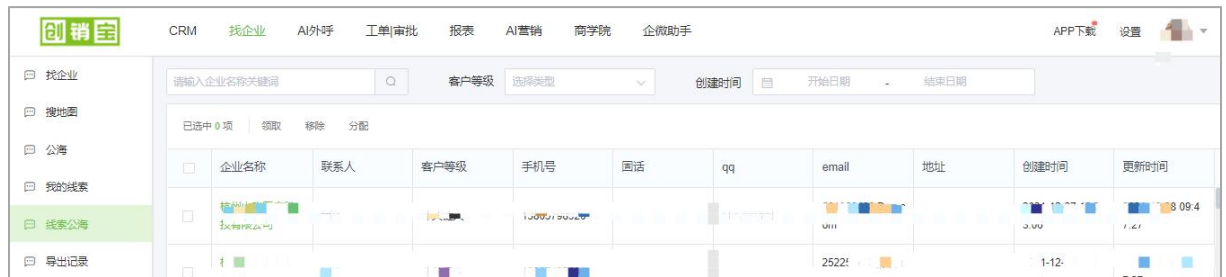 创销宝
CRM 找企业 AI外呼 工单|审批 报表 AI营销 商学院 企微助手 APP下载 设置
找企业
请输入企业名称关键词 客户等级 选择类型 创建时间 开始日期 - 结束日期
搜地图
已选中 0 项 领取 移除 分配
公海
企业名称 联系人 客户等级 手机号 固话 qq email 地址 创建时间 更新时间
我的线索
线索公海
技有限公司
导出记录